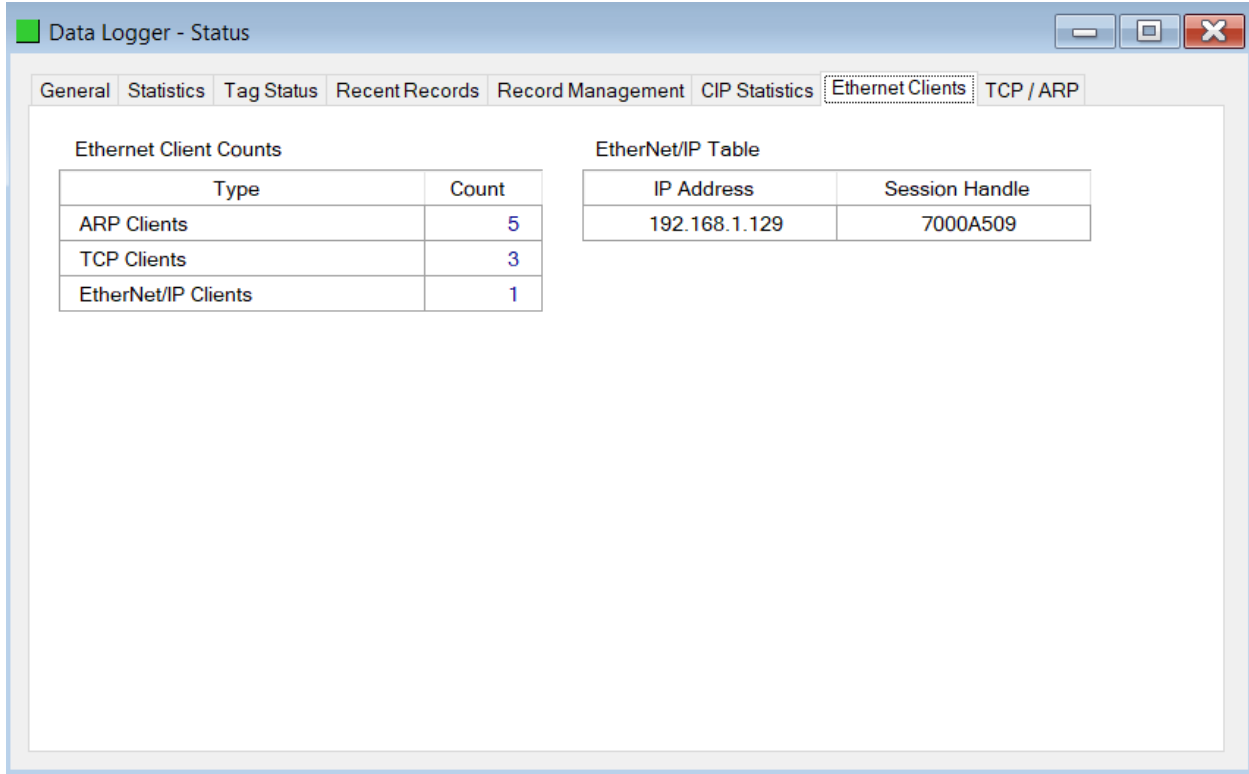 Data Logger - Status
General Statistics Tag Status Recent Records Record Management CIP Statistics Ethernet Clients TCP / ARP
Ethernet Client Counts
Type Count
ARP Clients 5
TCP Clients 3
EtherNet/IP Clients 1
EtherNet/IP Table
IP Address Session Handle
192.168.1.129 7000A509